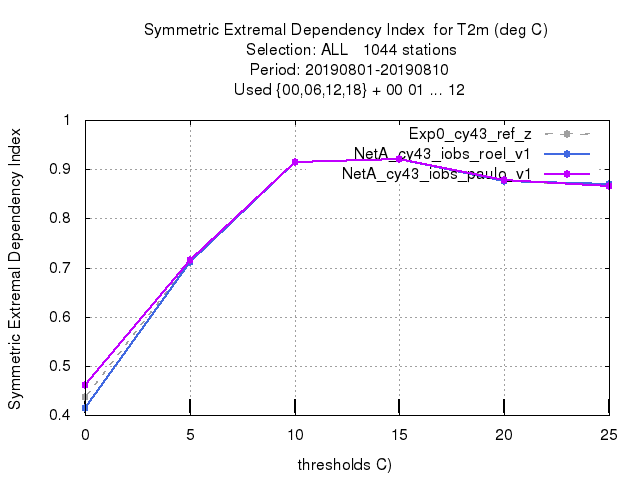 Symmetric Extremal Dependency Index for T2m (deg C)
Selection: ALL 1044 stations
Period: 20190801-20190810
Used {00,06,12,18} + 00 01 ... 12
Exp0_cy43_ref_z
NetA_cy43_iobs_roel_v1
NetA_cy43_iobs_paulo_v1
Symmetric Extremal Dependency Index
1
0.9
0.8
0.7
0.6
0.5
0.4
0 5 10 15 20 25
thresholds C)